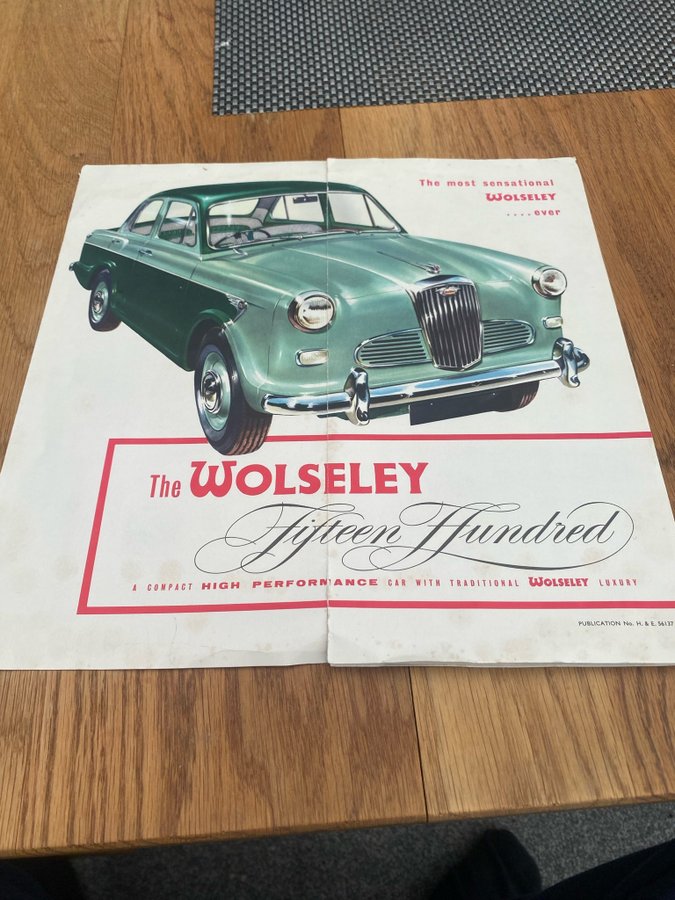 The most sensational
WOLSELEY
....ever
The WOLSELEY
Fifteen Hundred
A COMPACT HIGH PERFORMANCE CAR WITH TRADITIONAL WOLSELEY LUXURY
PUBLICATION No. H. & E. 56137